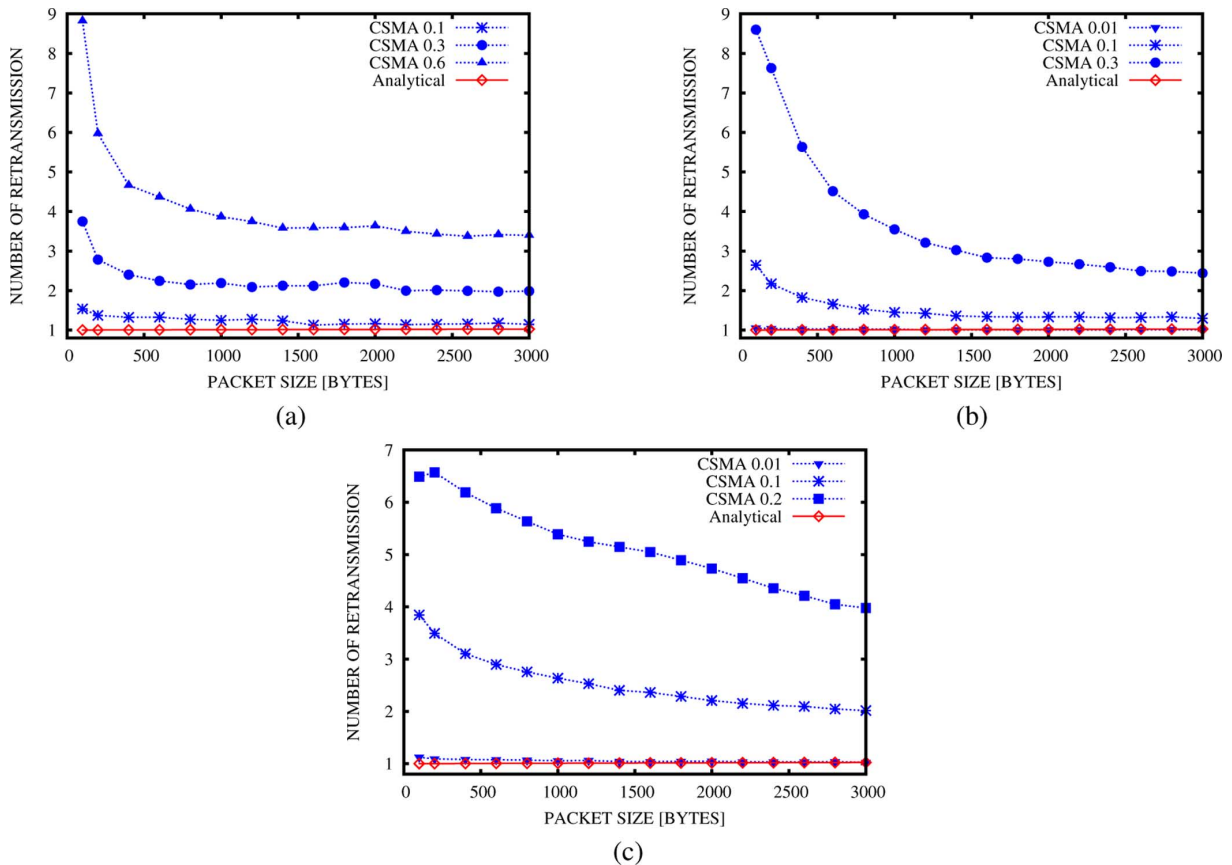 CSMA 0.1
CSMA 0.3
CSMA 0.6
Analytical
9
8
7
6
5
4
3
2
1
NUMBER OF RETRANSMISSION
0 500 1000 1500 2000 2500 3000
PACKET SIZE [BYTES]
(a)
CSMA 0.01
CSMA 0.1
CSMA 0.3
Analytical
9
8
7
6
5
4
3
2
1
NUMBER OF RETRANSMISSION
0 500 1000 1500 2000 2500 3000
PACKET SIZE [BYTES]
(b)
CSMA 0.01
CSMA 0.1
CSMA 0.2
Analytical
7
6
5
4
3
2
1
NUMBER OF RETRANSMISSION
0 500 1000 1500 2000 2500 3000
PACKET SIZE [BYTES]
(c)